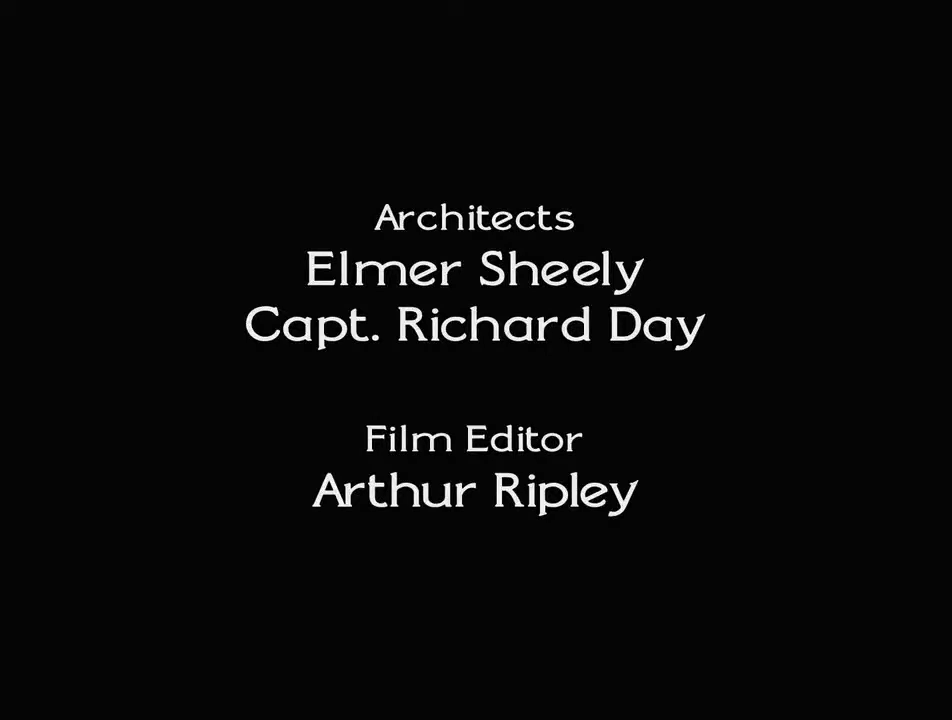 Architects
Elmer Sheely
Capt. Richard Day
Film Editor
Arthur Ripley